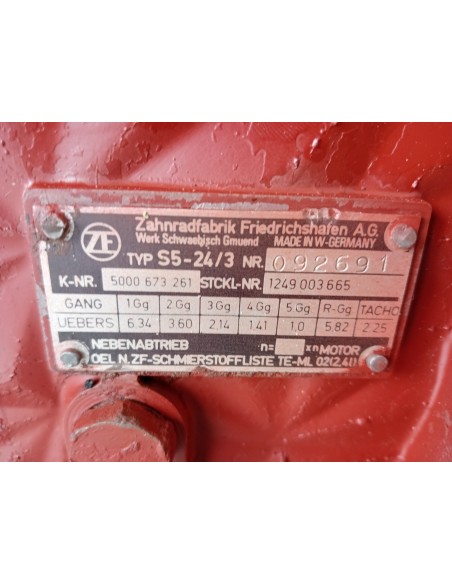 ZF
Zahnradfabrik Friedrichshafen A.G.
Werk Schwaebisch Gmuend MADE IN W-GERMANY
TYP S5-24/3 NR. 092691
K-NR. 5000 673 261 STCKL-NR. 1249 003 665
GANG 1Gg 2Gg 3Gg 4Gg 5Gg R-Gg TACHO
UEBERS 6.34 3.60 2.14 1.41 1,0 5.82 2.25
NEBENABTRIEB n= x n MOTOR
OEL N. ZF-SCHMIERSTOFFLISTE TE-ML 02(2,4)